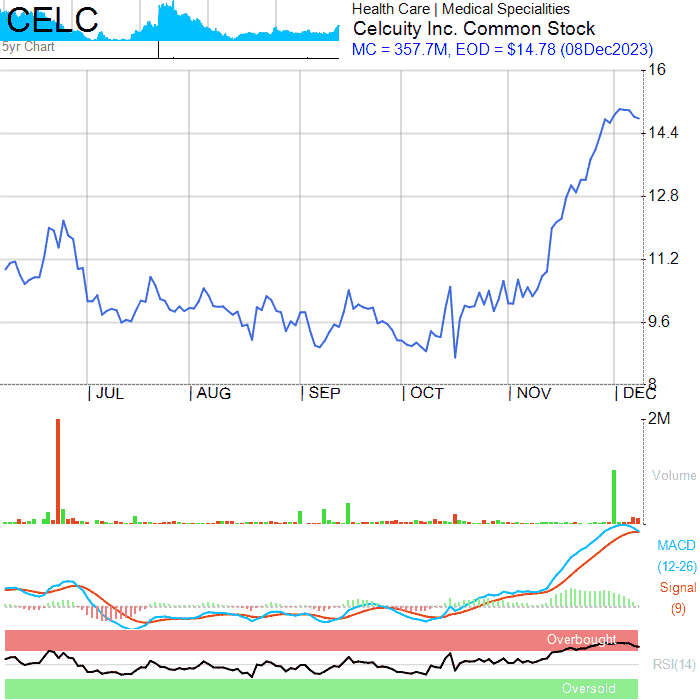 CELC
5yr Chart
Health Care | Medical Specialities
Celcuity Inc. Common Stock
MC = 357.7M, EOD = $14.78 (08Dec2023)
16
14.4
12.8
11.2
9.6
8
JUL AUG SEP OCT NOV DEC
2M
Volume
MACD
(12-26)
Signal
(9)
Overbought
RSI(14)
Oversold